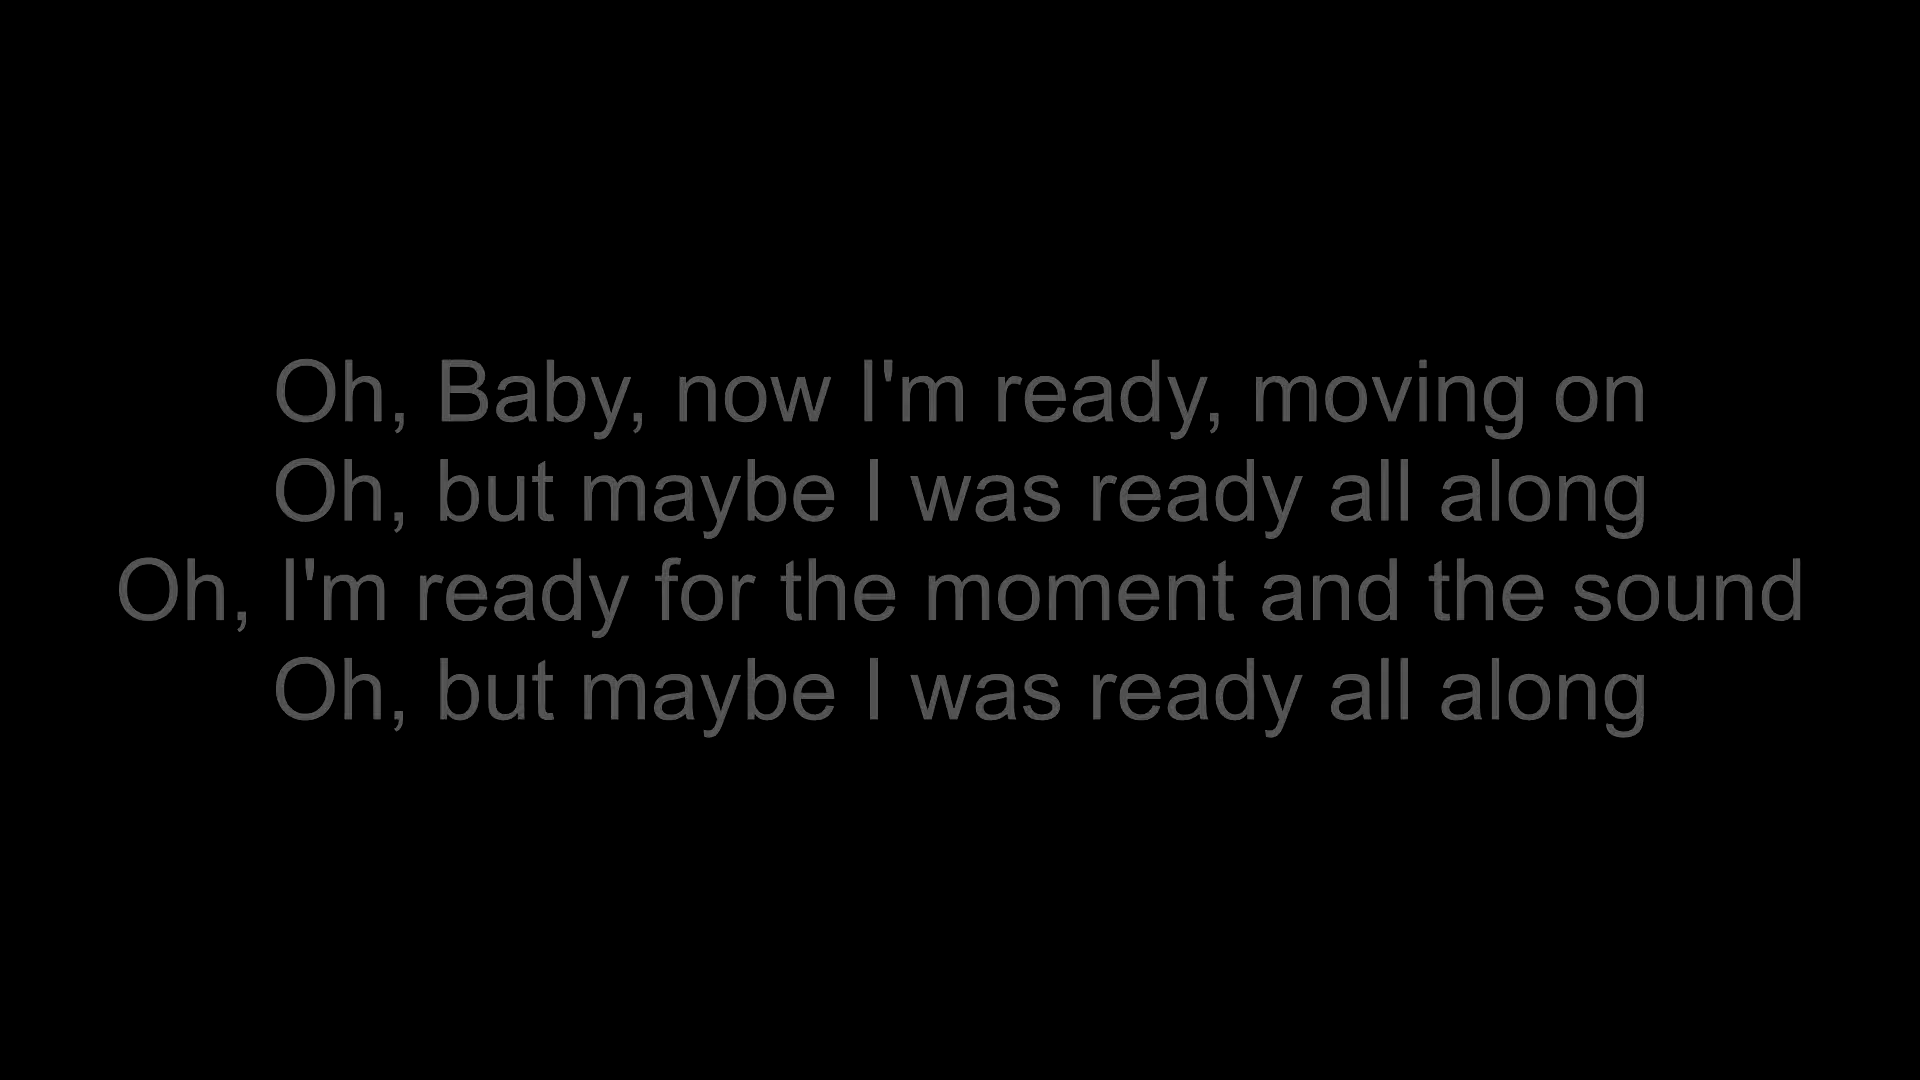 Oh, Baby, now I'm ready, moving on
Oh, but maybe I was ready all along
Oh, I'm ready for the moment and the sound
Oh, but maybe I was ready all along